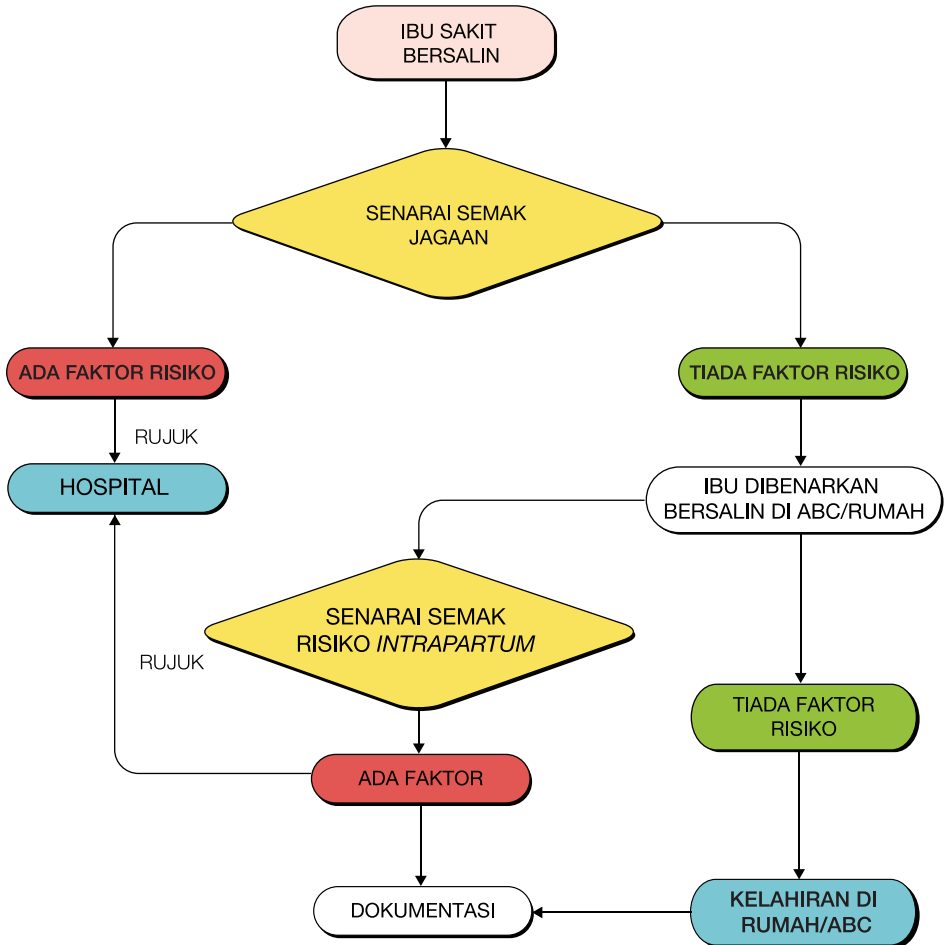 IBU SAKIT
BERSALIN
SENARAI SEMAK
JAGAAN
ADA FAKTOR RISIKO
TIADA FAKTOR RISIKO
RUJUK
HOSPITAL
IBU DIBENARKAN
BERSALIN DI ABC/RUMAH
SENARAI SEMAK
RISIKO INTRAPARTUM
RUJUK
TIADA FAKTOR
RISIKO
ADA FAKTOR
DOKUMENTASI
KELAHIRAN DI
RUMAH/ABC